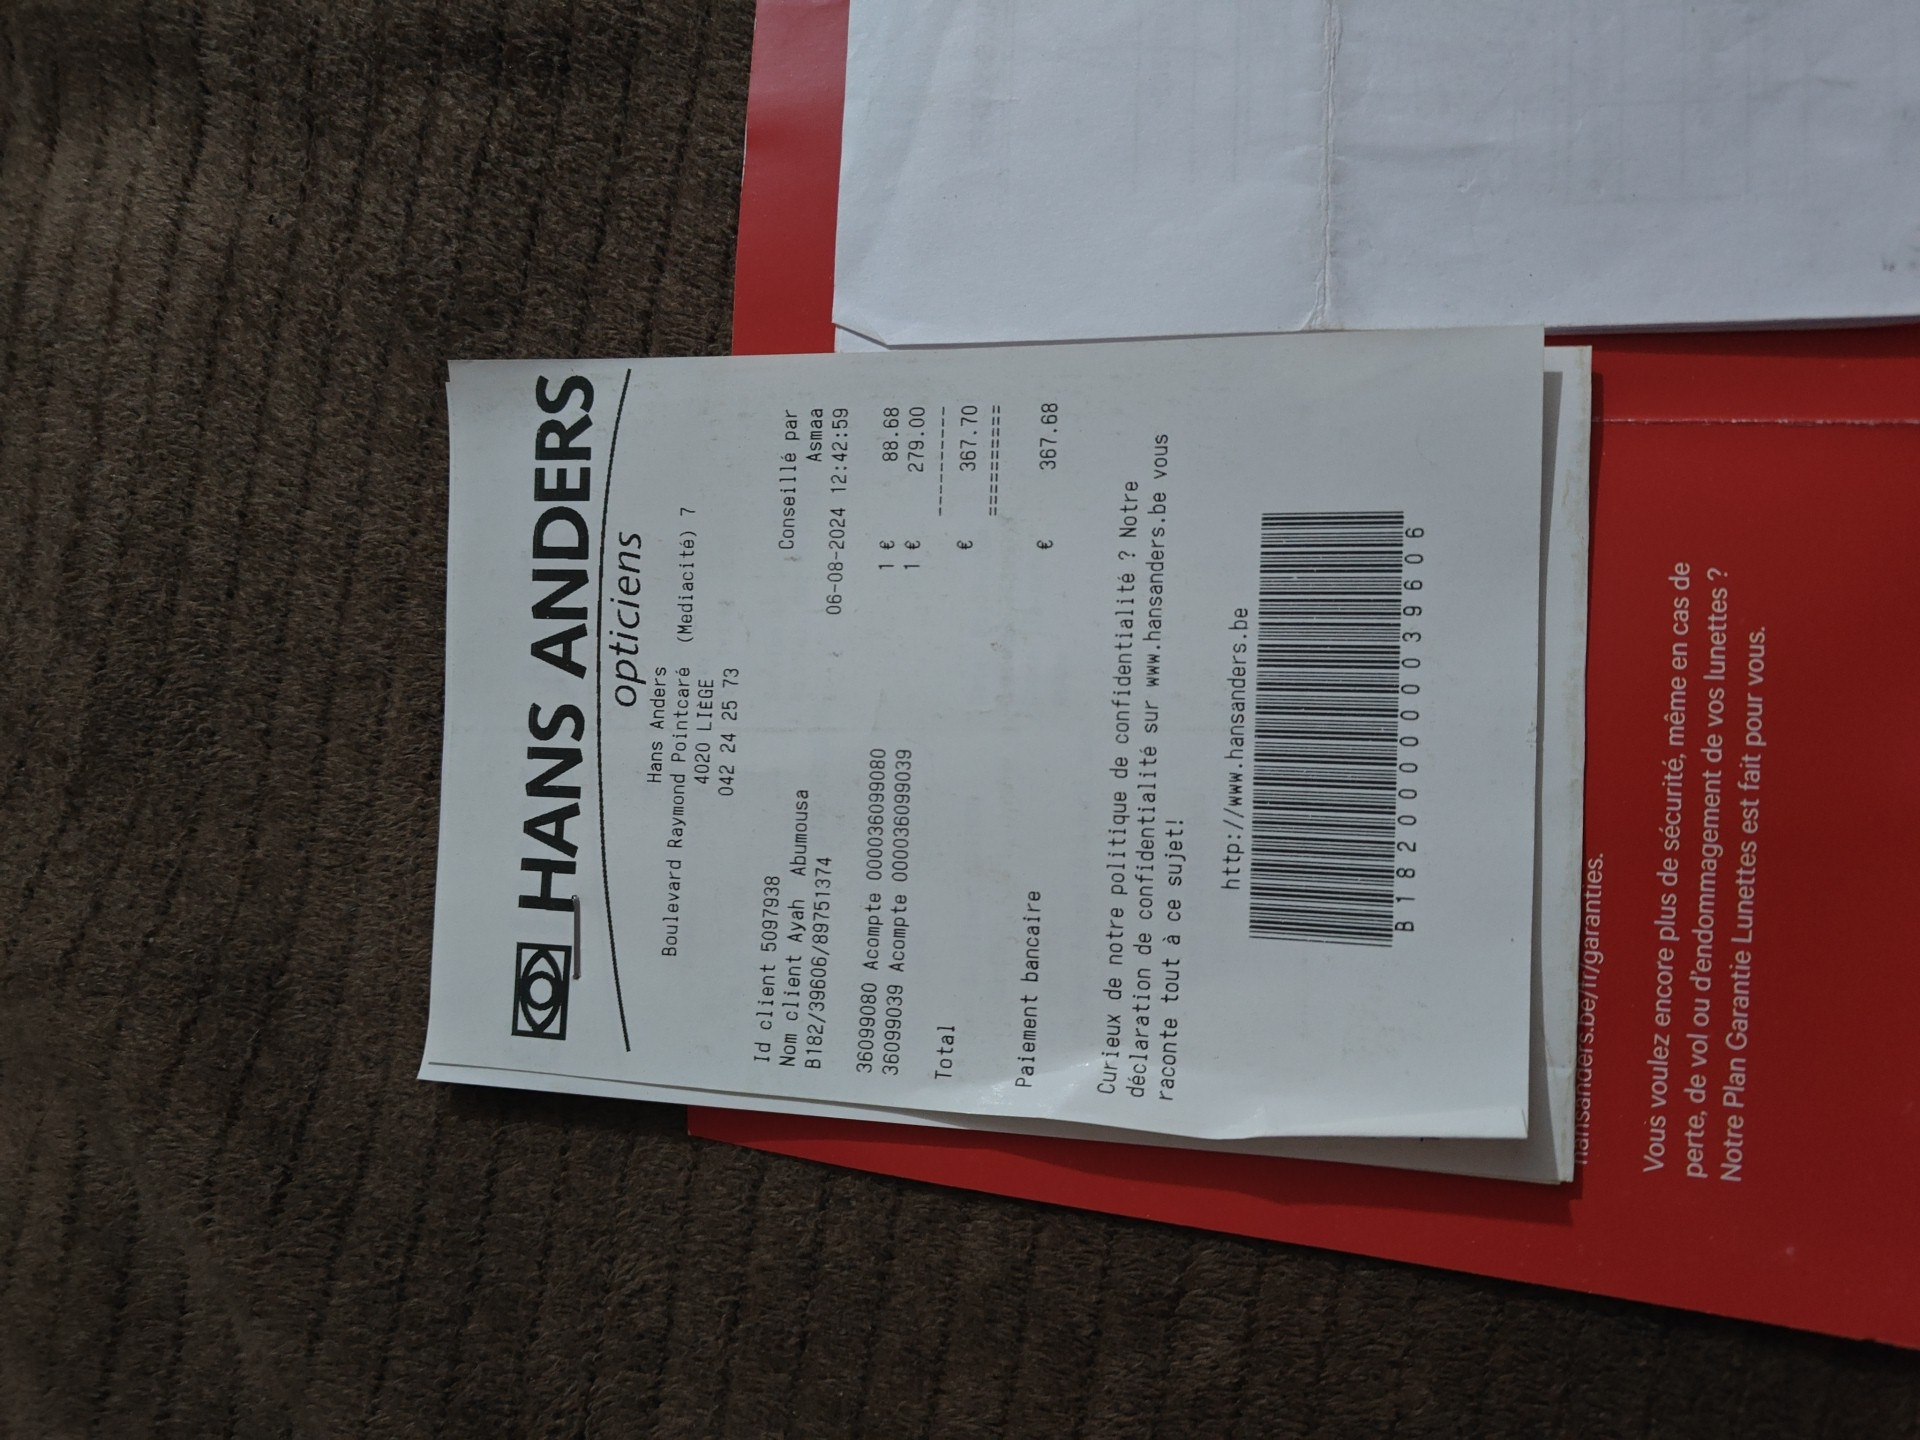 HANS ANDERS
opticiens
Hans Anders
Boulevard Raymond Pointcaré (Mediacité) 7
4020 LIÈGE
042 24 25 73
Id client 5097938 Conseillé par
Nom client Ayah Abumousa Asmaa
B182/39606/89751374 06-08-2024 12:42:59
36099080 Acompte 000036099080 1 € 88.68
36099039 Acompte 000036099039 1 € 279.00
----------
Total € 367.70
==========
Paiement bancaire € 367.68
Curieux de notre politique de confidentialité ? Notre
déclaration de confidentialité sur www.hansanders.be vous
raconte tout à ce sujet!
http://www.hansanders.be
B182000000039606
hansanders.be/fr/garanties.
Vous voulez encore plus de sécurité, même en cas de
perte, de vol ou d'endommagement de vos lunettes ?
Notre Plan Garantie Lunettes est fait pour vous.